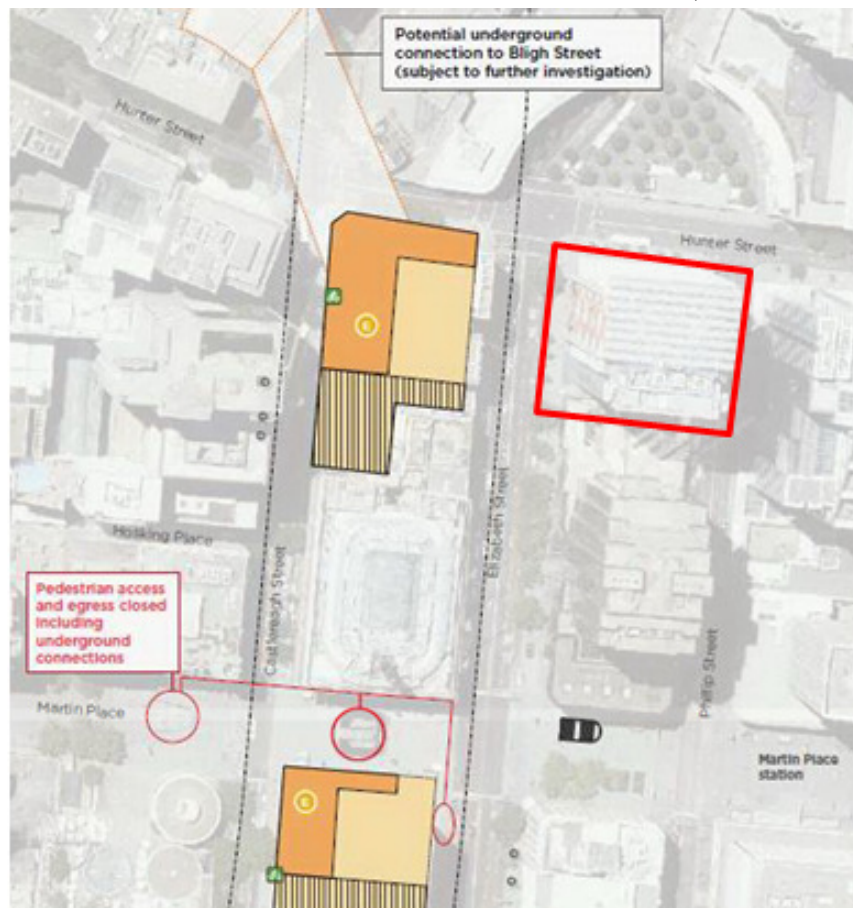 Potential underground
connection to Bligh Street
(subject to further investigation)
Hunter Street
Hunter Street
Hosking Place
Elizabeth Street
Castlereagh Street
Pedestrian access
and egress closed
including
underground
connections
Martin Place
Phillip Street
Martin Place
station